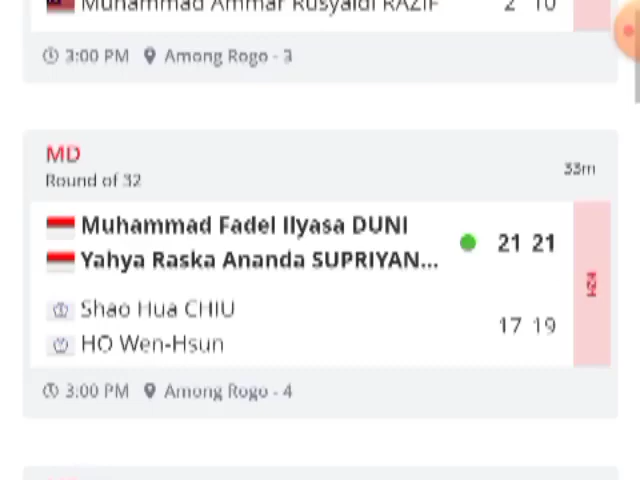 Muhammad Ammar Rusyaidi RAZIF 2 10
3:00 PM Among Rogo - 3
MD
Round of 32
33m
Muhammad Fadel Ilyasa DUNI
Yahya Raska Ananda SUPRIYAN...
21 21
Shao Hua CHIU
HO Wen-Hsun
17 19
H2H
3:00 PM Among Rogo - 4